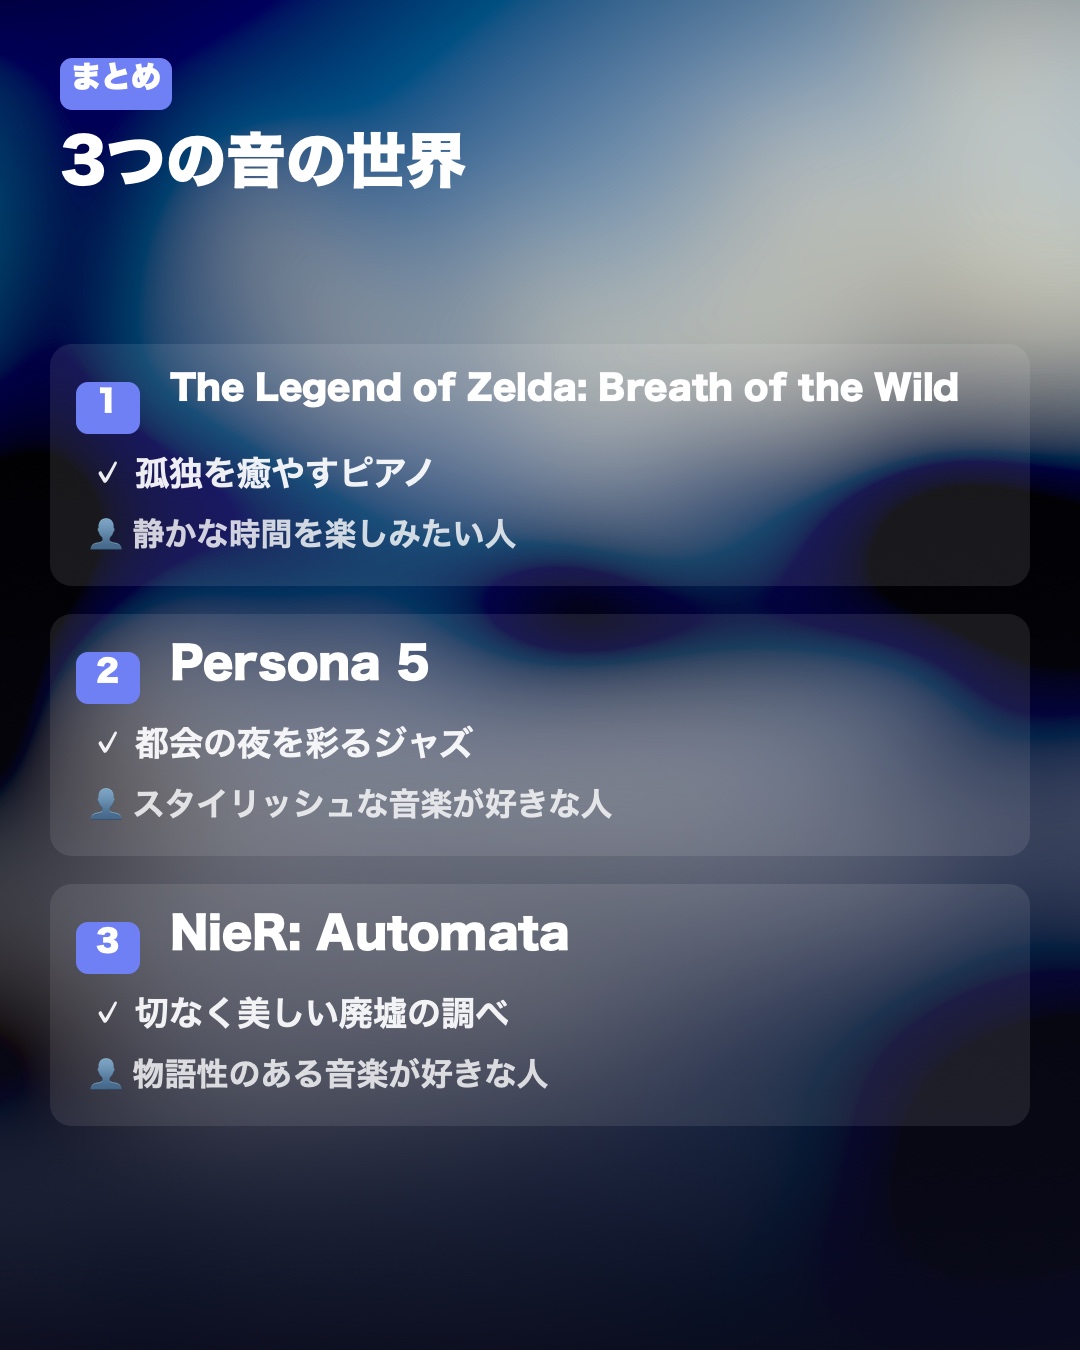 まとめ
3つの音の世界
1 The Legend of Zelda: Breath of the Wild
✓ 孤独を癒やすピアノ
👤 静かな時間を楽しみたい人
2 Persona 5
✓ 都会の夜を彩るジャズ
👤 スタイリッシュな音楽が好きな人
3 NieR: Automata
✓ 切なく美しい廃墟の調べ
👤 物語性のある音楽が好きな人